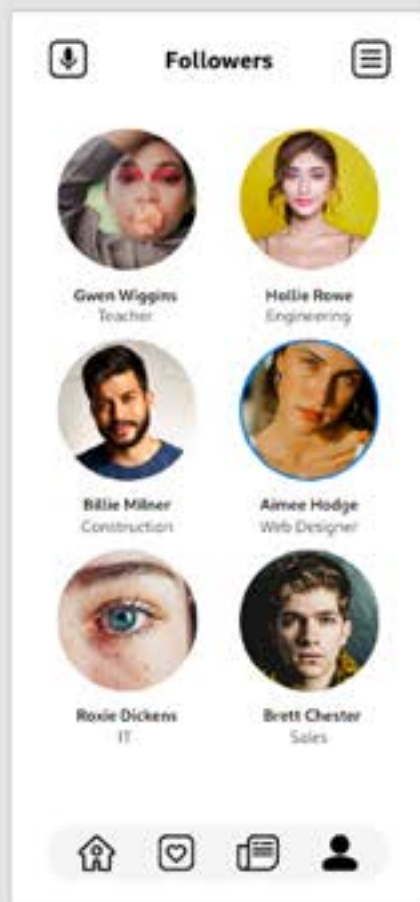 Followers
Gwen Wiggins
Teacher
Hollie Rowe
Engineering
Billie Milner
Construction
Aimee Hodge
Web Designer
Roxie Dickens
IT
Brett Chester
Sales